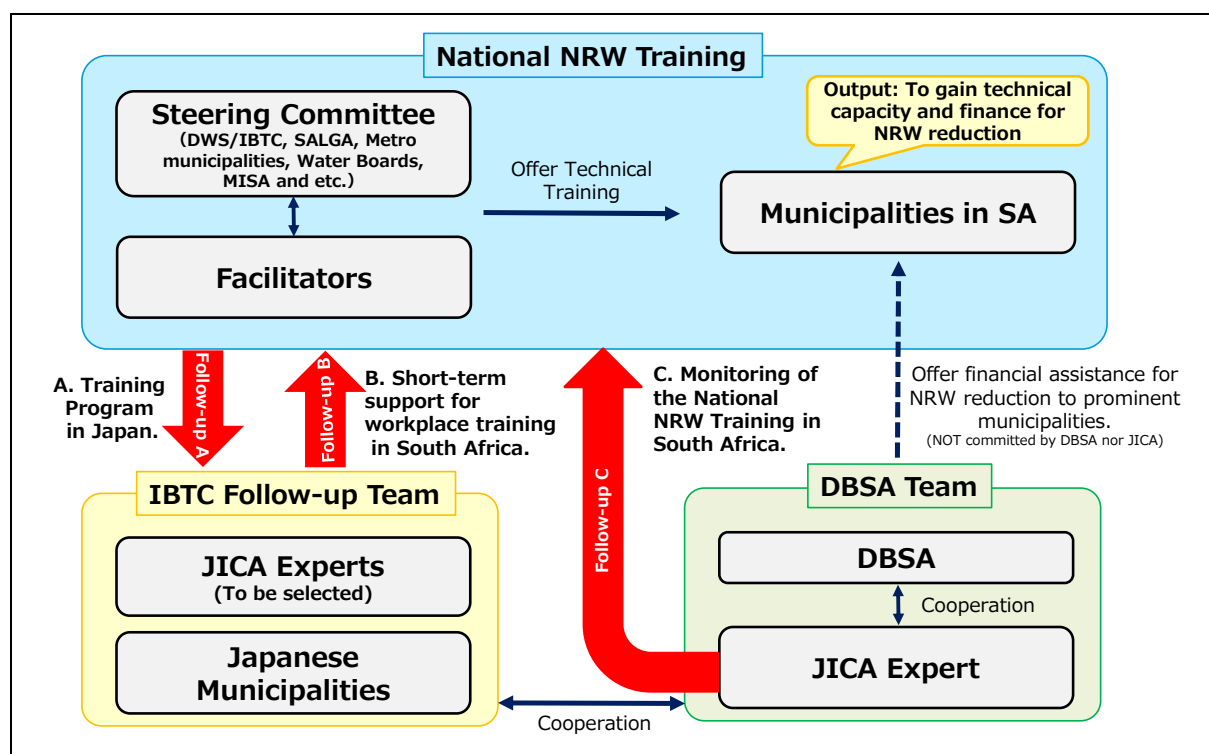 National NRW Training
Steering Committee
(DWS/IBTC, SALGA, Metro
municipalities, Water Boards,
MISA and etc.)
Facilitators
Offer Technical
Training
Output: To gain technical
capacity and finance for
NRW reduction
Municipalities in SA
A. Training
Program
in Japan.
Follow-up A
Follow-up B
B. Short-term
support for
workplace training
in South Africa.
C. Monitoring of
the National
NRW Training in
South Africa.
Follow-up C
Offer financial assistance for
NRW reduction to prominent
municipalities.
(NOT committed by DBSA nor JICA)
IBTC Follow-up Team
JICA Experts
(To be selected)
Japanese
Municipalities
Cooperation
DBSA Team
DBSA
Cooperation
JICA Expert